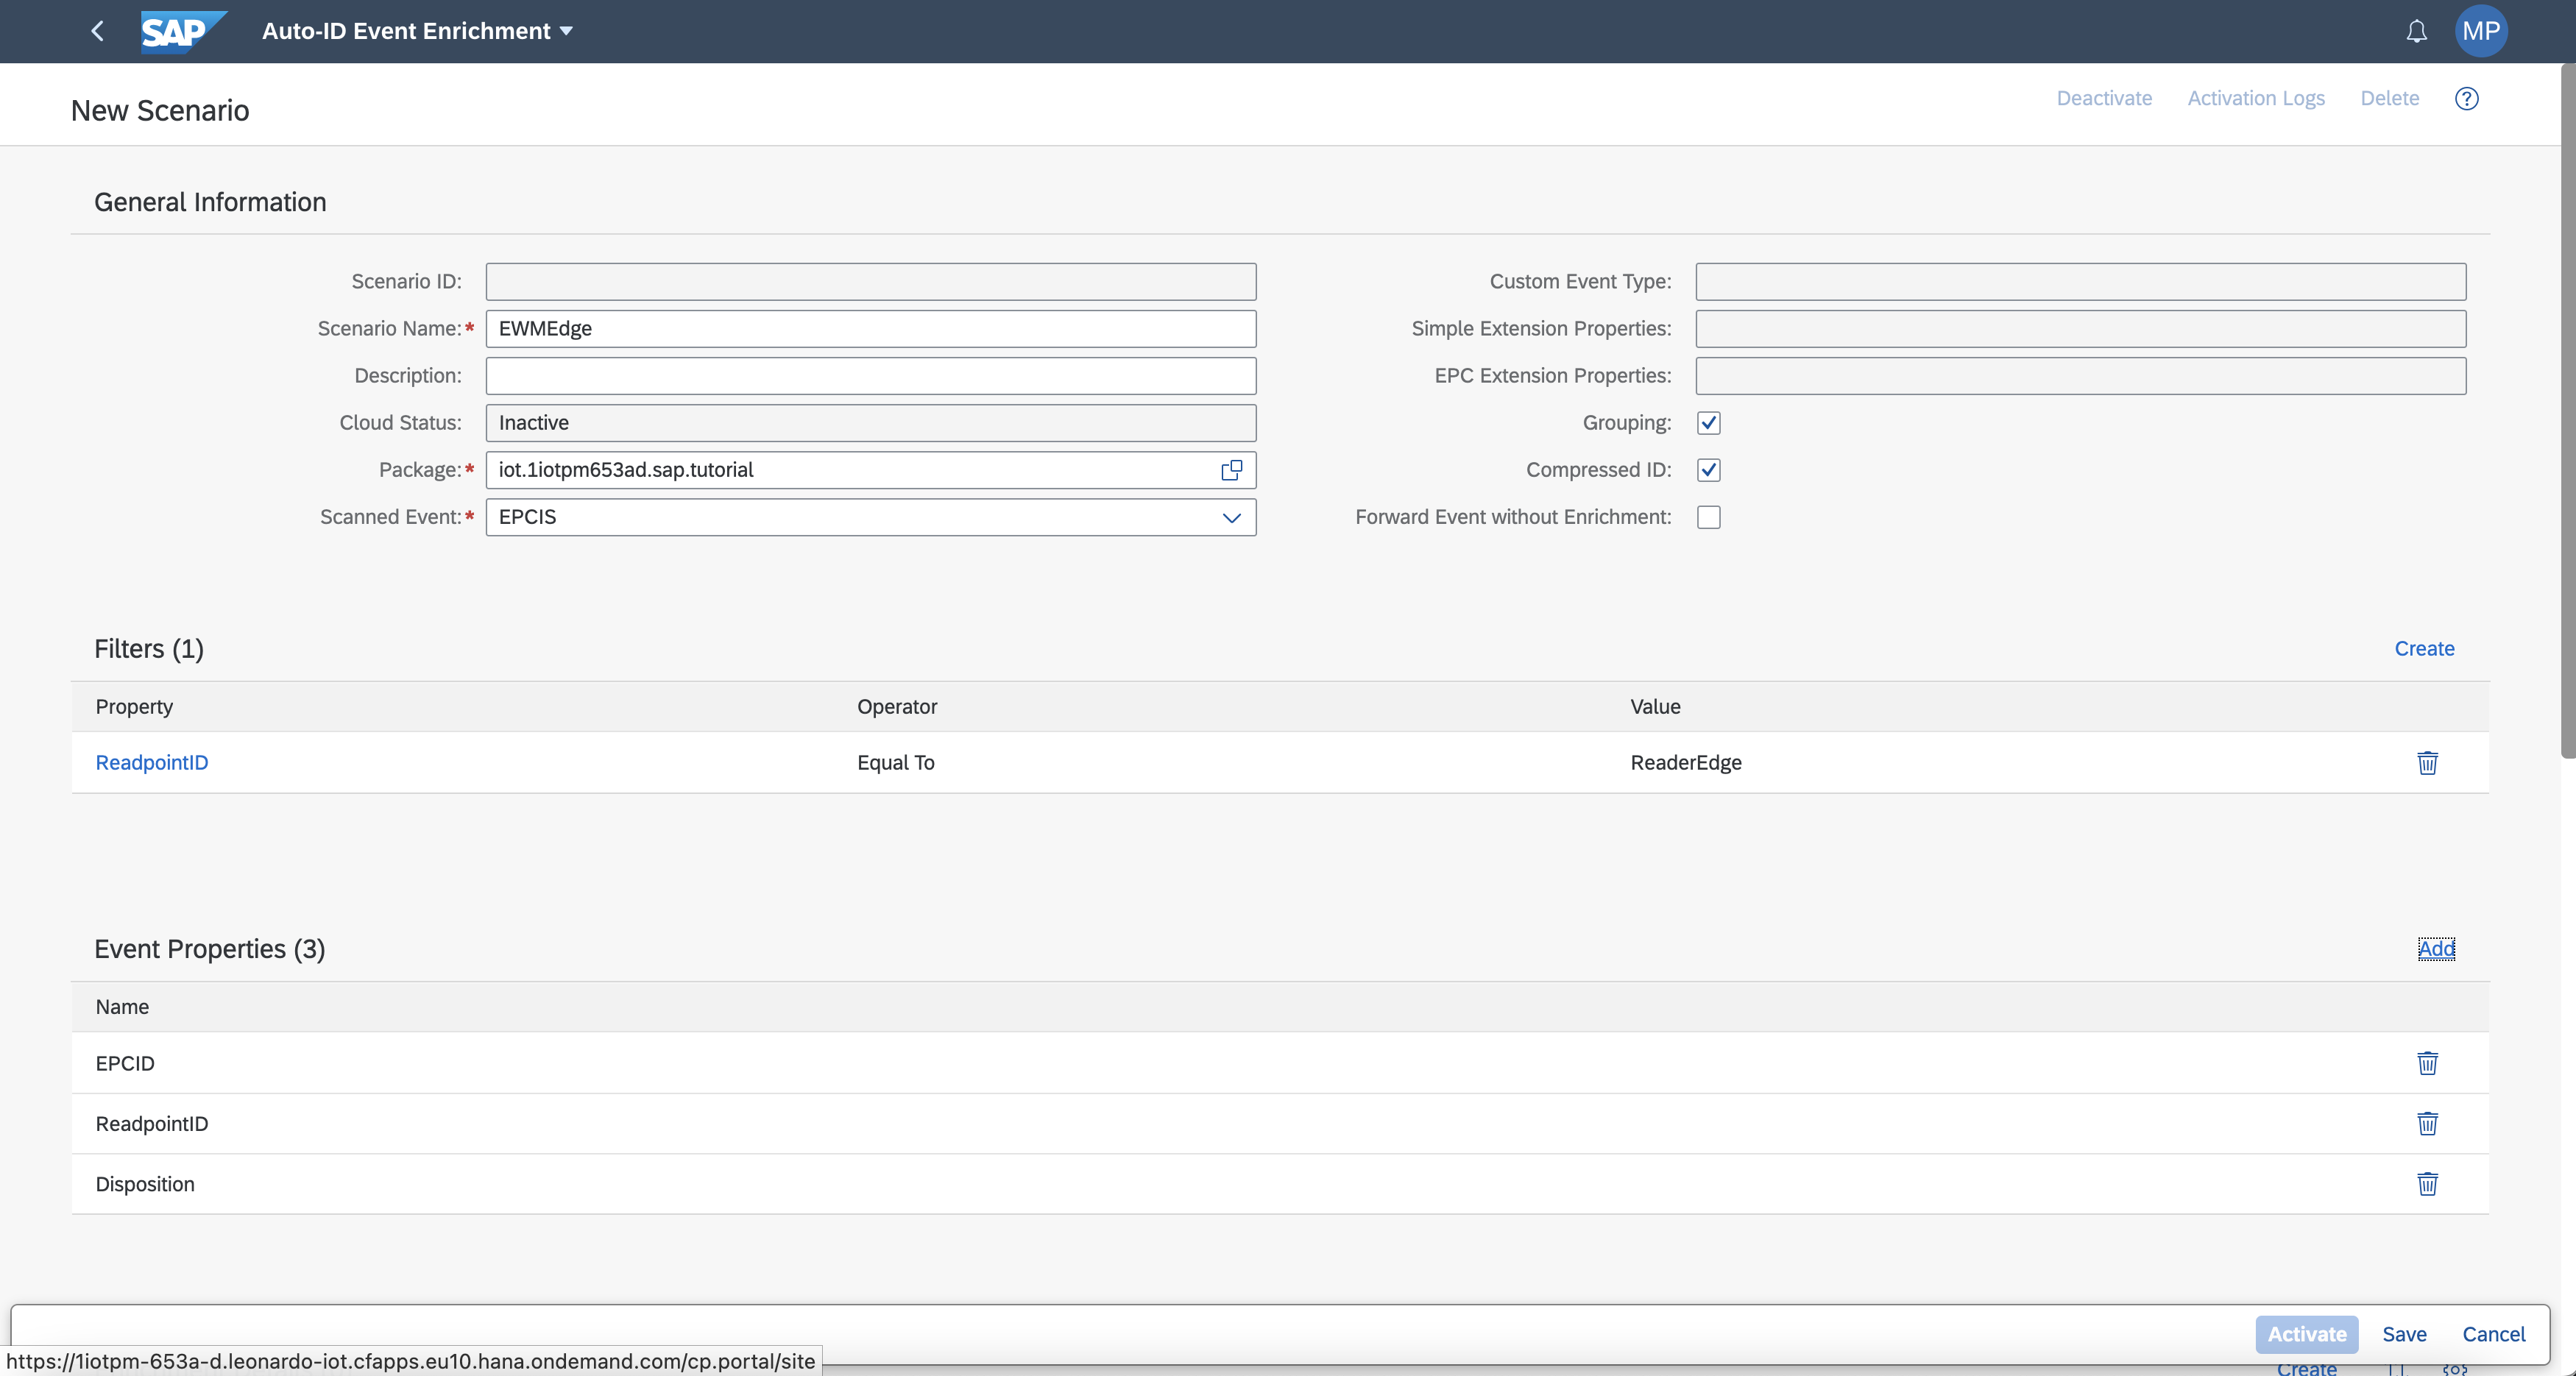 SAP
Auto-ID Event Enrichment
MP
New Scenario
Deactivate
Activation Logs
Delete
?
General Information
Scenario ID:
Scenario Name:* EWMEdge
Description:
Cloud Status: Inactive
Package:* iot.1iotpm653ad.sap.tutorial
Scanned Event:* EPCIS
Custom Event Type:
Simple Extension Properties:
EPC Extension Properties:
Grouping:
Compressed ID:
Forward Event without Enrichment:
Filters (1)
Create
Property Operator Value
ReadpointID Equal To ReaderEdge
Event Properties (3)
Add
Name
EPCID
ReadpointID
Disposition
Activate Save Cancel
https://1iotpm-653a-d.leonardo-iot.cfapps.eu10.hana.ondemand.com/cp.portal/site
Create